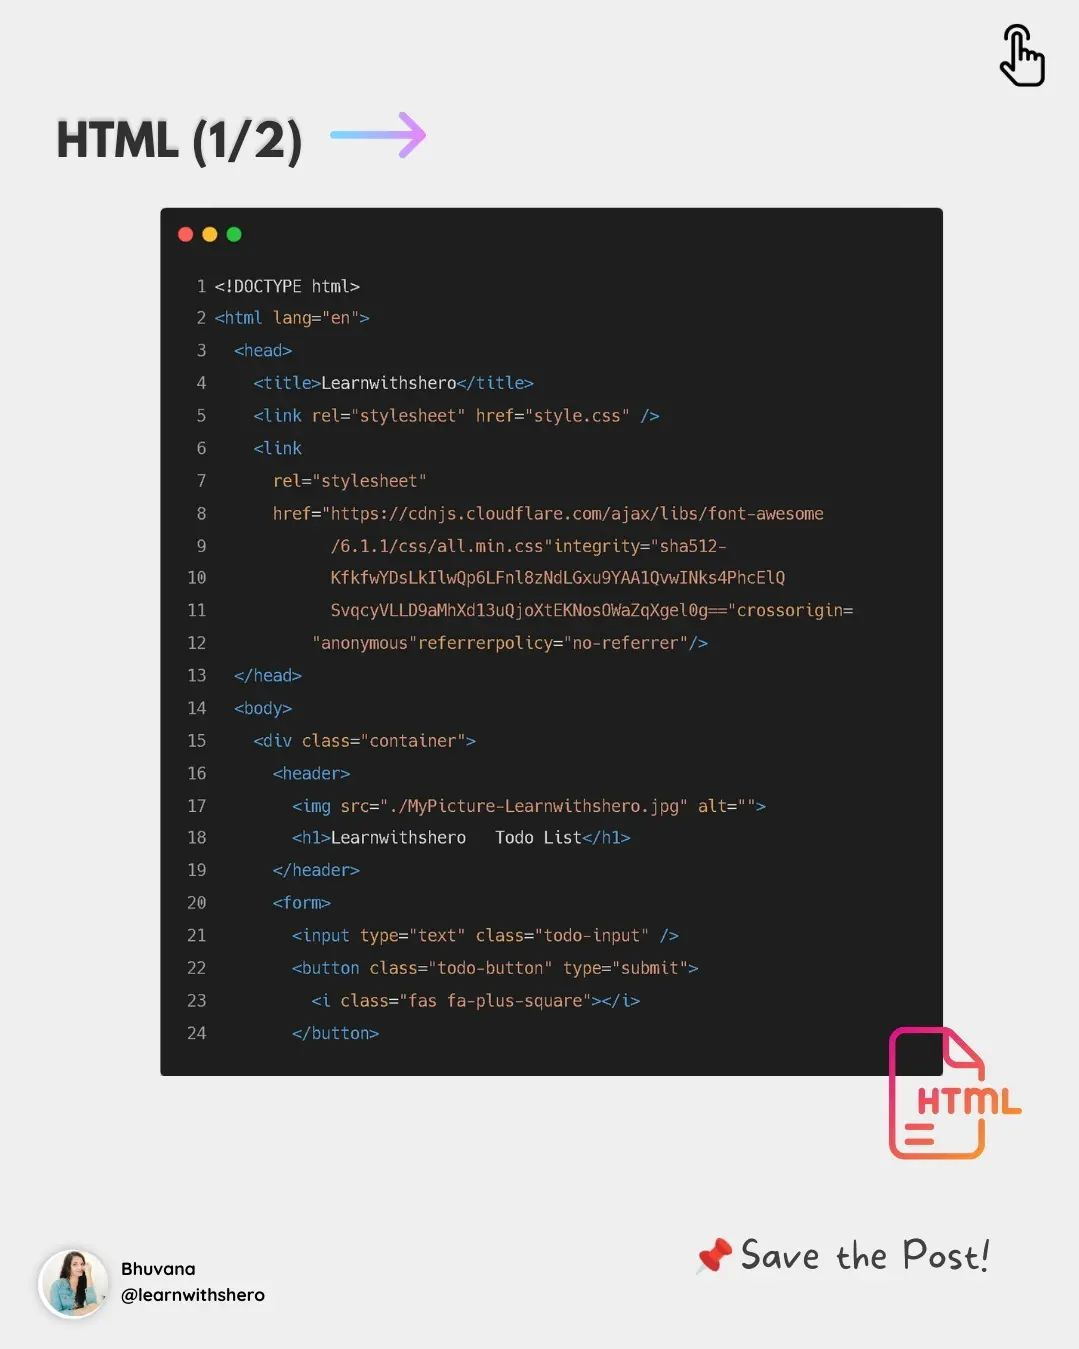 HTML (1/2)
1 <!DOCTYPE html>
2 <html lang="en">
3 <head>
4 <title>Learnwithshero</title>
5 <link rel="stylesheet" href="style.css" />
6 <link
7 rel="stylesheet"
8 href="https://cdnjs.cloudflare.com/ajax/libs/font-awesome
9 /6.1.1/css/all.min.css"integrity="sha512-
10 KfkfwYDsLkIlwQp6LFnl8zNdLGxu9YAA1QvwINks4PhcElQ
11 SvqcyVLLD9aMhXd13uQjoXtEKNosOWaZqXgel0g=="crossorigin=
12 "anonymous"referrerpolicy="no-referrer"/>
13 </head>
14 <body>
15 <div class="container">
16 <header>
17 <img src="./MyPicture-Learnwithshero.jpg" alt="">
18 <h1>Learnwithshero   Todo List</h1>
19 </header>
20 <form>
21 <input type="text" class="todo-input" />
22 <button class="todo-button" type="submit">
23 <i class="fas fa-plus-square"></i>
24 </button>
HTML
Save the Post!
Bhuvana
@learnwithshero